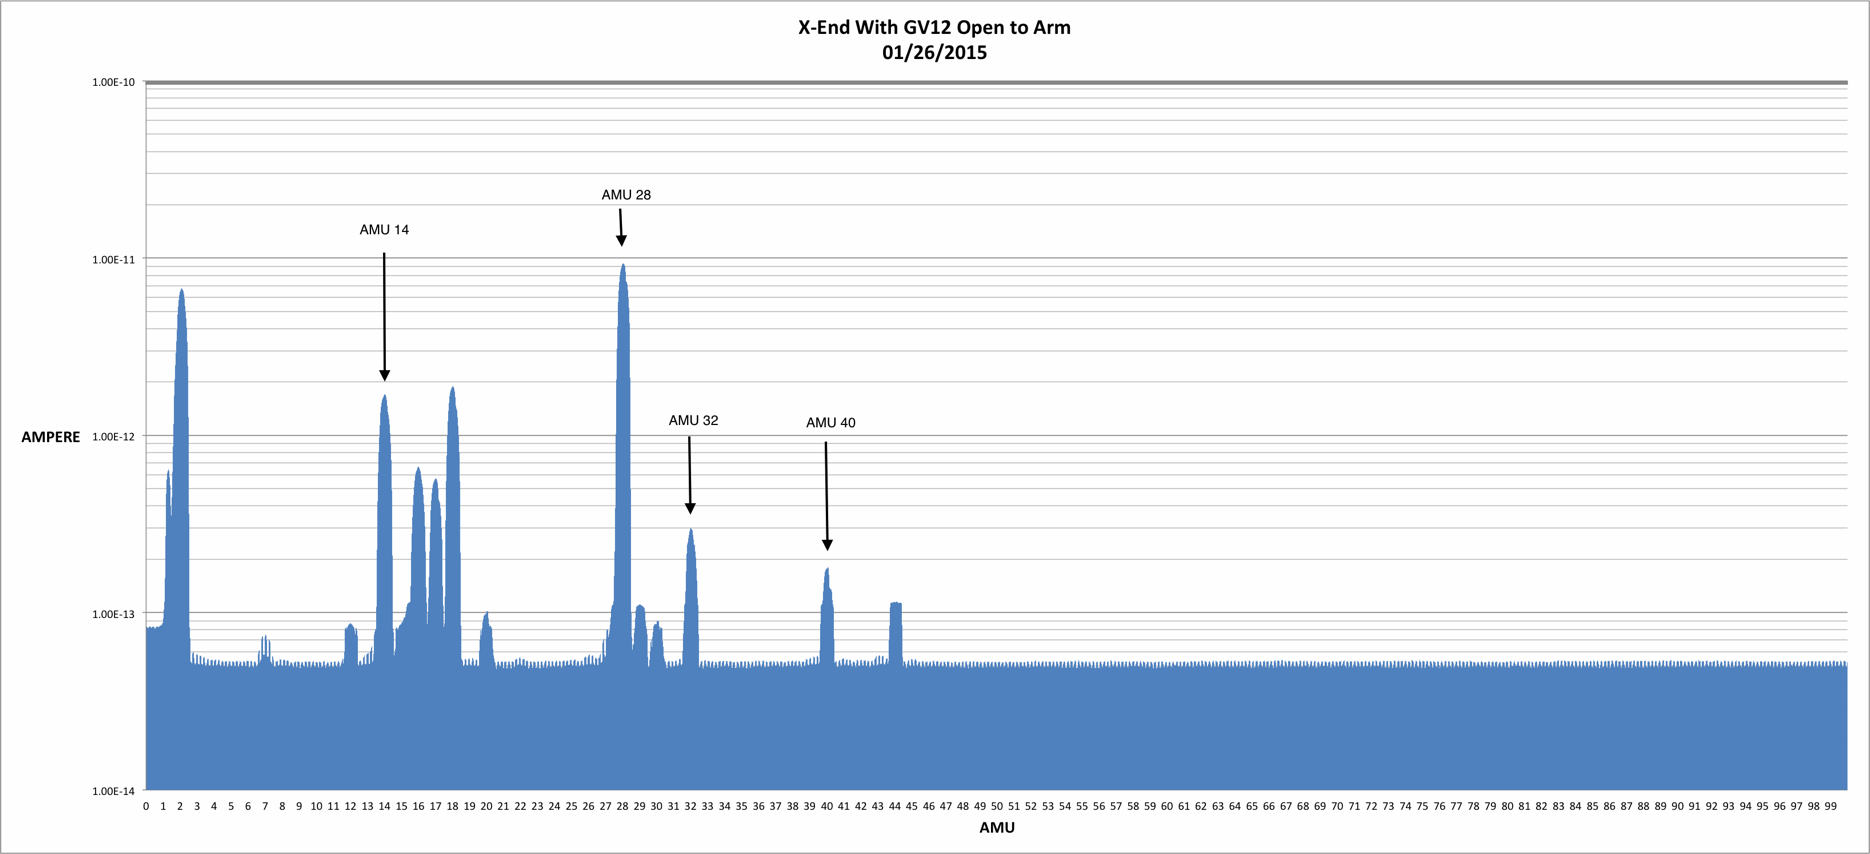 X-End With GV12 Open to Arm
01/26/2015
1.00E-10
AMU 28
AMU 14
1.00E-11
AMU 32
AMU 40
AMPERE
1.00E-12
1.00E-13
1.00E-14
0 1 2 3 4 5 6 7 8 9 10 11 12 13 14 15 16 17 18 19 20 21 22 23 24 25 26 27 28 29 30 31 32 33 34 35 36 37 38 39 40 41 42 43 44 45 46 47 48 49 50 51 52 53 54 55 56 57 58 59 60 61 62 63 64 65 66 67 68 69 70 71 72 73 74 75 76 77 78 79 80 81 82 83 84 85 86 87 88 89 90 91 92 93 94 95 96 97 98 99
AMU